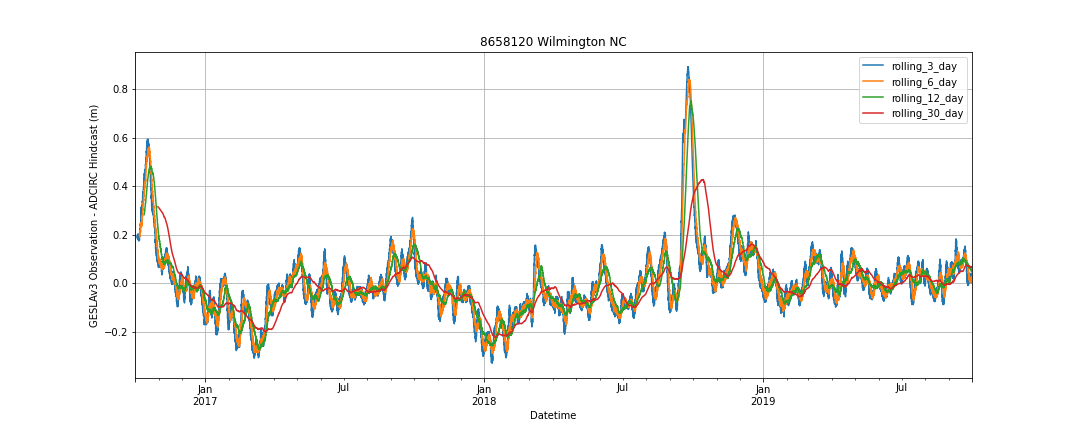 8658120 Wilmington NC
GESLAv3 Observation - ADCIRC Hindcast (m)
0.8
0.6
0.4
0.2
0.0
−0.2
rolling_3_day
rolling_6_day
rolling_12_day
rolling_30_day
Jan Jul Jan Jul Jan Jul
2017 2018 2019
Datetime